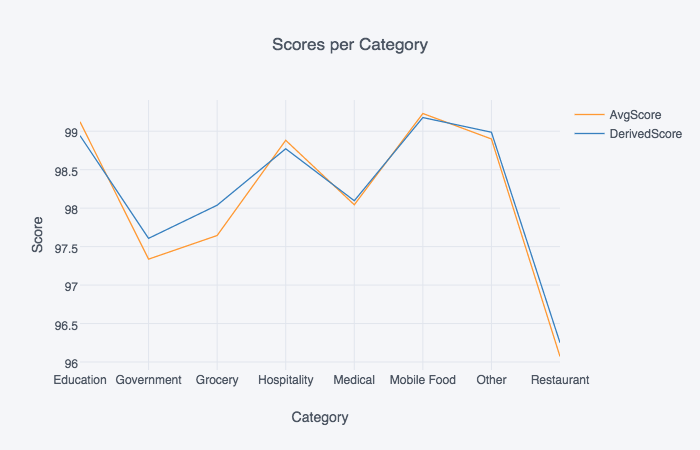 Scores per Category
AvgScore
DerivedScore
99
98.5
98
97.5
97
96.5
96
Score
Education Government Grocery Hospitality Medical Mobile Food Other Restaurant
Category